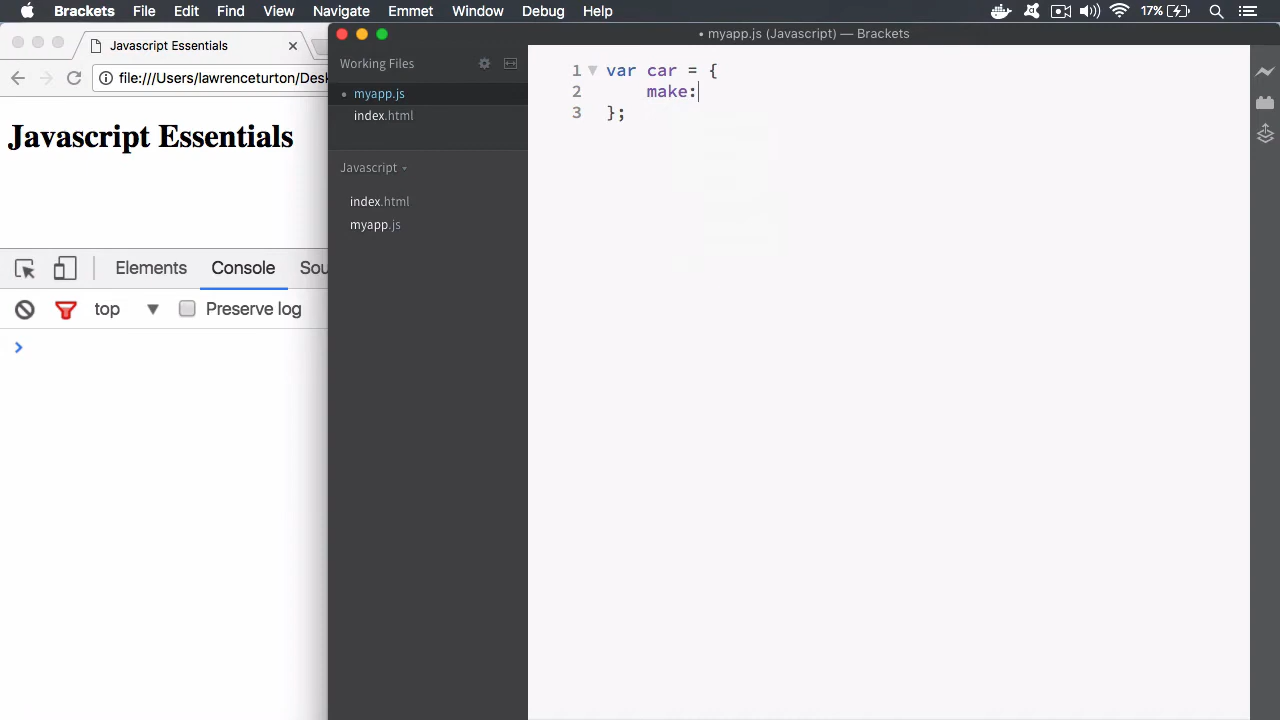 Brackets File Edit Find View Navigate Emmet Window Debug Help 17%
Javascript Essentials
file:///Users/lawrenceturton/Desk
Javascript Essentials
Elements Console Sou
top Preserve log
• myapp.js (Javascript) — Brackets
Working Files
• myapp.js
index.html
Javascript
index.html
myapp.js
1 var car = {
2 make:
3 };